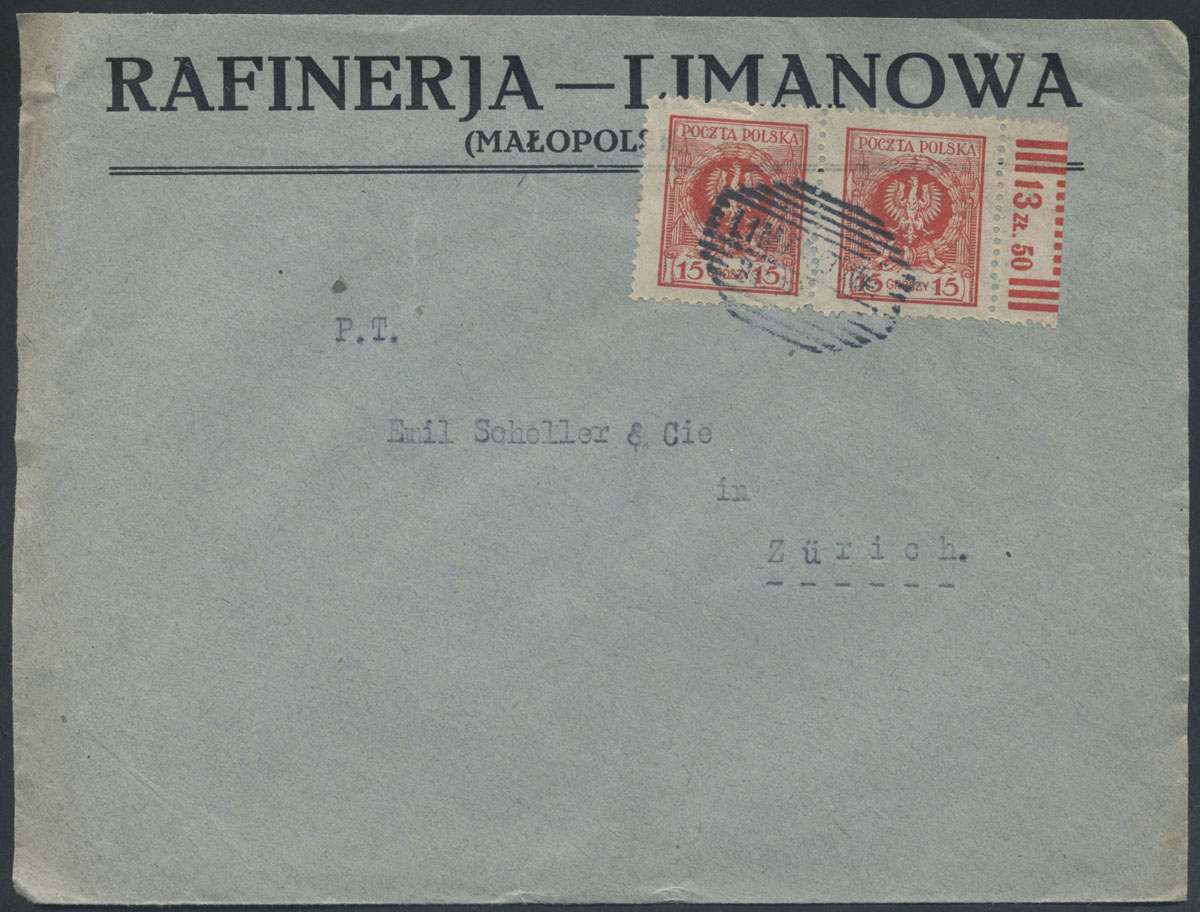 RAFINERJA — LIMANOWA
(MAŁOPOLS
POCZTA POLSKA
15 GROSZY 15
POCZTA POLSKA
15 GROSZY 15
13 ZŁ. 50
P.T.
Emil Scheller & Cie
in
Zürich.